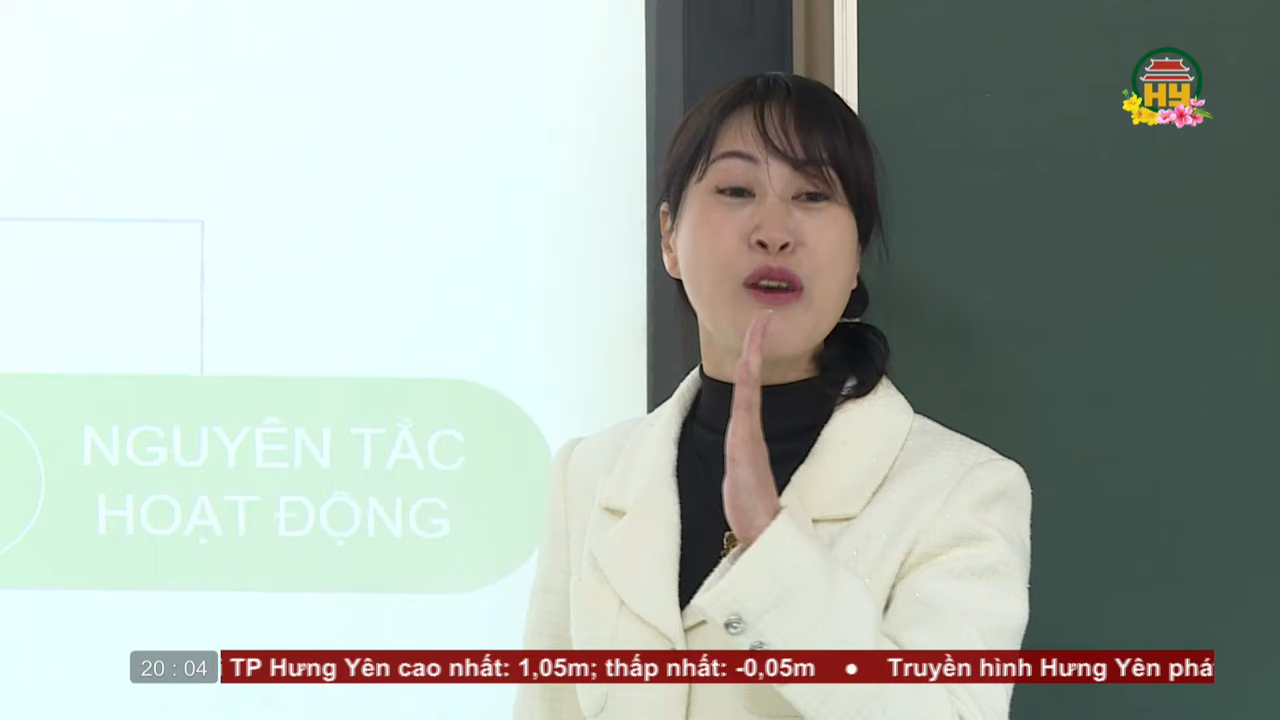 HY
NGUYÊN TẮC
HOẠT ĐỘNG
20 : 04
TP Hưng Yên cao nhất: 1,05m; thấp nhất: -0,05m ● Truyền hình Hưng Yên